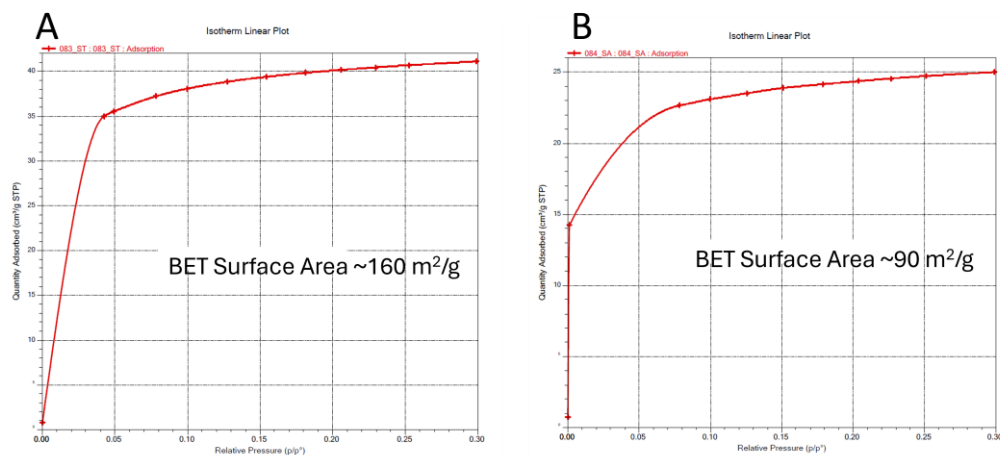 A
Isotherm Linear Plot
083_ST : 083_ST : Adsorption
Quantity Adsorbed (cm³/g STP)
40
35
30
25
20
15
10
5
0
BET Surface Area ~160 m²/g
0.00 0.05 0.10 0.15 0.20 0.25 0.30
Relative Pressure (p/p°)
B
Isotherm Linear Plot
084_SA : 084_SA : Adsorption
Quantity Adsorbed (cm³/g STP)
25
20
15
10
5
0
BET Surface Area ~90 m²/g
0.00 0.05 0.10 0.15 0.20 0.25 0.30
Relative Pressure (p/p°)